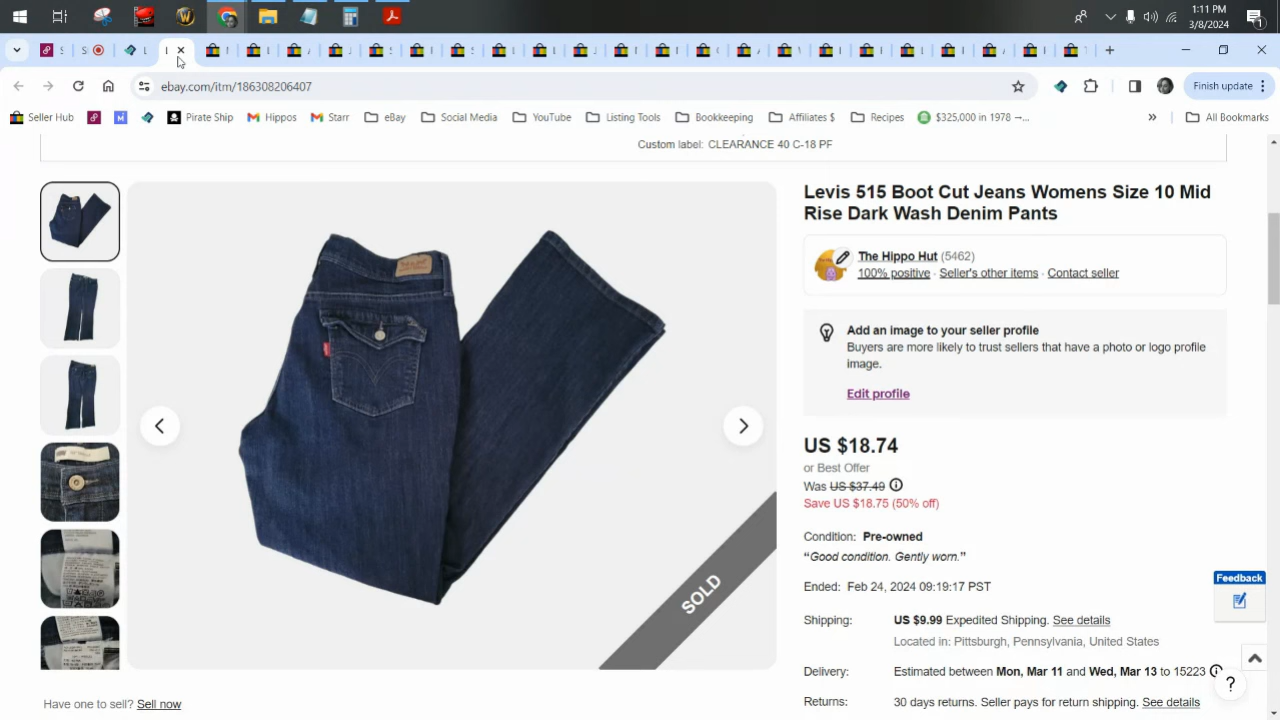 1:11 PM
3/8/2024
ebay.com/itm/186308206407
Finish update
Seller Hub
Pirate Ship
Hippos
Starr
eBay
Social Media
YouTube
Listing Tools
Bookkeeping
Affiliates $
Recipes
$325,000 in 1978 →...
»
All Bookmarks
Custom label: CLEARANCE 40 C-18 PF
Levis 515 Boot Cut Jeans Womens Size 10 Mid
Rise Dark Wash Denim Pants
The Hippo Hut (5462)
100% positive · Seller's other items · Contact seller
Add an image to your seller profile
Buyers are more likely to trust sellers that have a photo or logo profile
image.
Edit profile
US $18.74
or Best Offer
Was US $37.49
Save US $18.75 (50% off)
Condition: Pre-owned
“Good condition. Gently worn.”
Ended: Feb 24, 2024 09:19:17 PST
Feedback
SOLD
Shipping: US $9.99 Expedited Shipping. See details
Located in: Pittsburgh, Pennsylvania, United States
Delivery: Estimated between Mon, Mar 11 and Wed, Mar 13 to 15223
Returns: 30 days returns. Seller pays for return shipping. See details
Have one to sell? Sell now